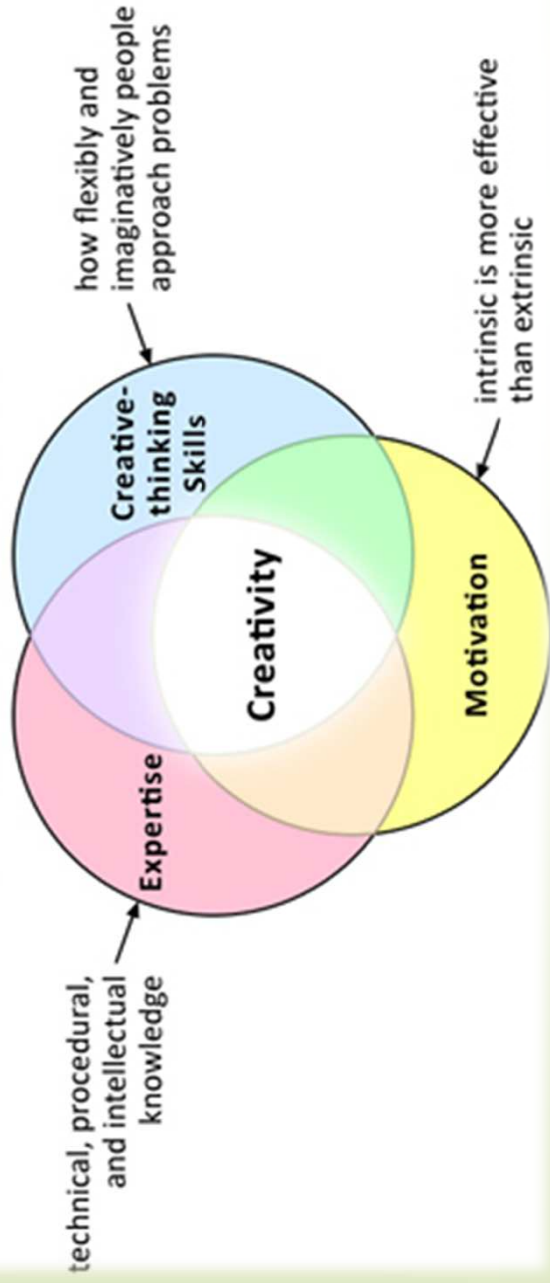 technical, procedural,
and intellectual
knowledge
Expertise
Creative-
thinking
Skills
how flexibly and
imaginatively people
approach problems
Creativity
Motivation
intrinsic is more effective
than extrinsic